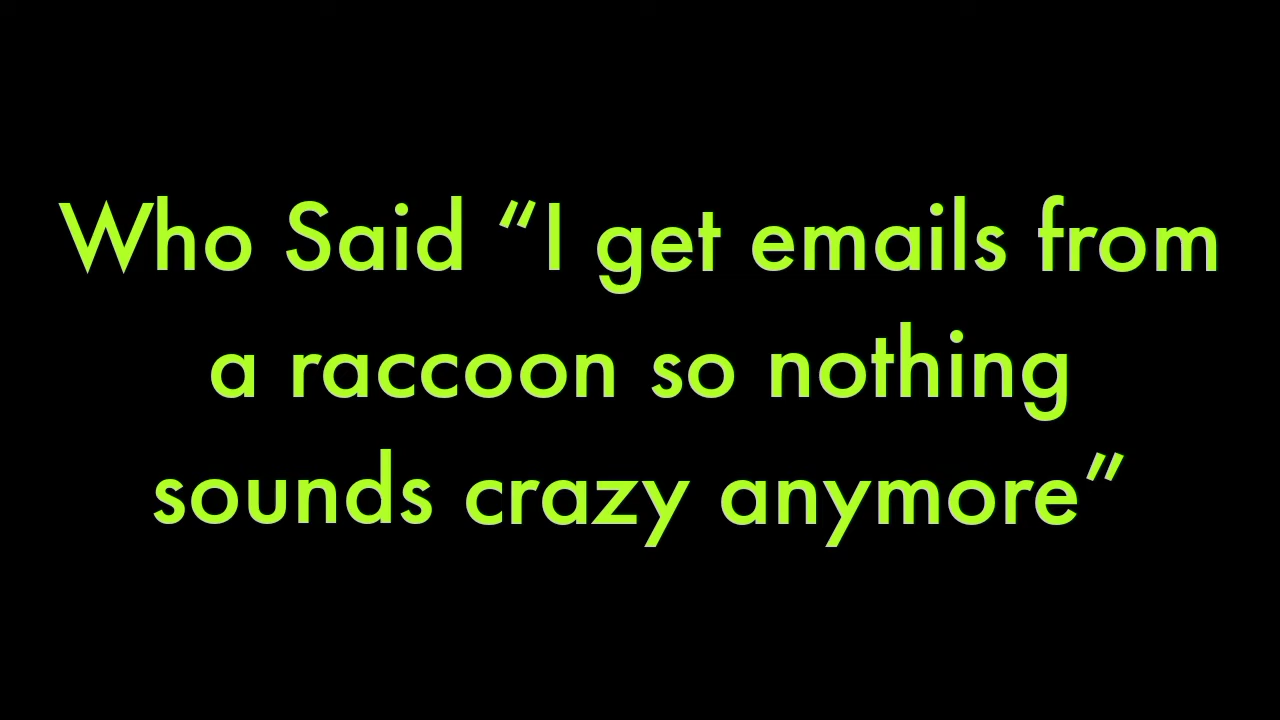 Who Said “I get emails from
a raccoon so nothing
sounds crazy anymore”